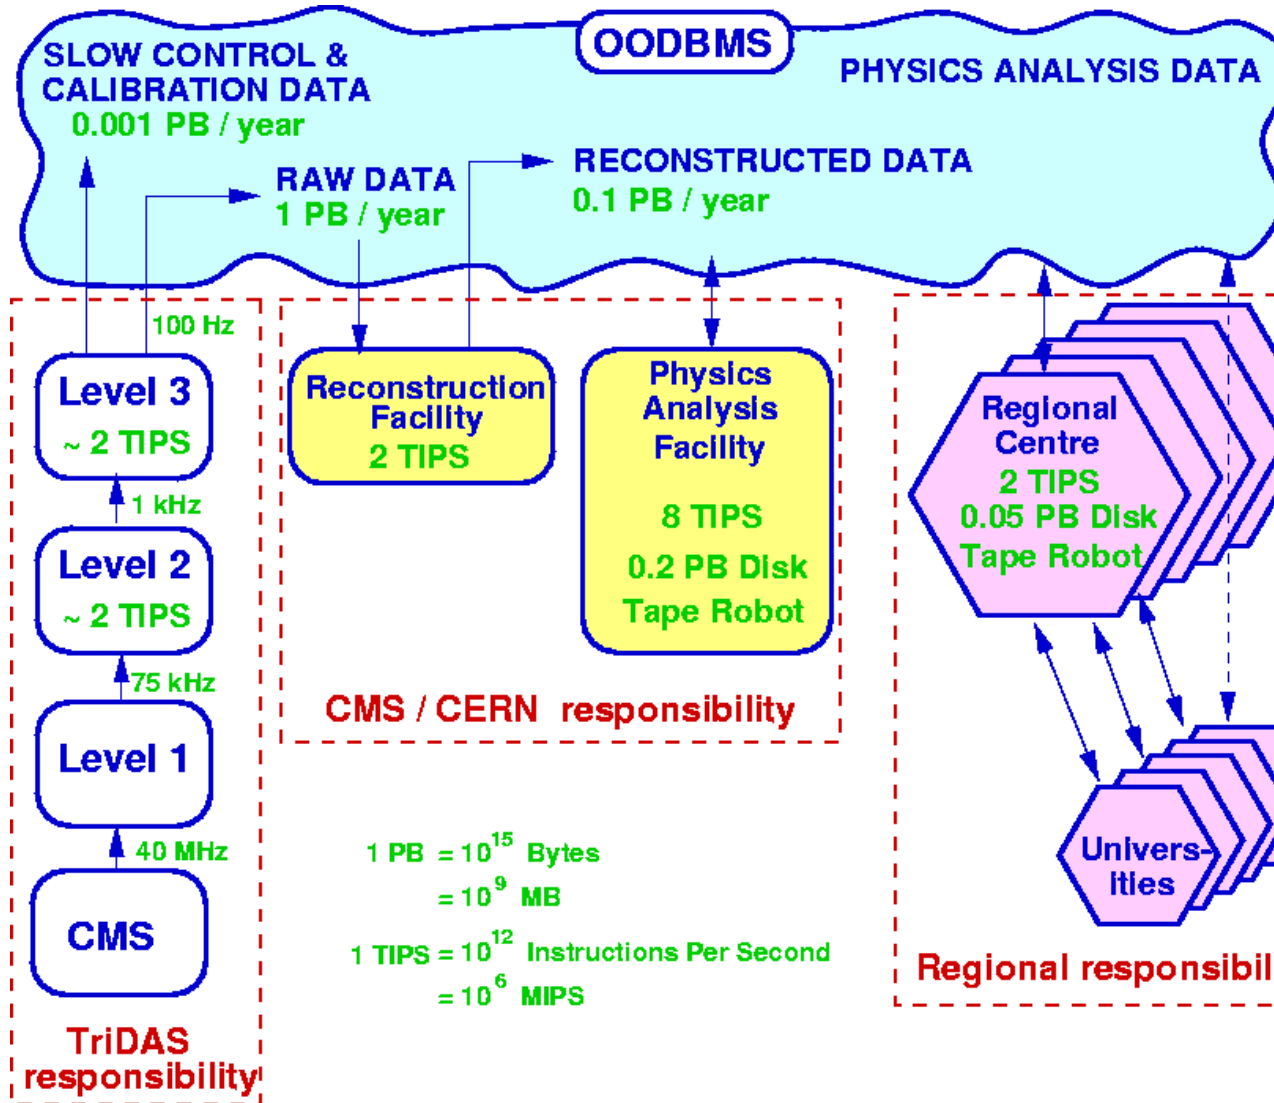 OODBMS
SLOW CONTROL &
CALIBRATION DATA
0.001 PB / year
PHYSICS ANALYSIS DATA
RAW DATA
1 PB / year
RECONSTRUCTED DATA
0.1 PB / year
100 Hz
Level 3
~ 2 TIPS
1 kHz
Level 2
~ 2 TIPS
75 kHz
Level 1
40 MHz
CMS
TriDAS
responsibility
Reconstruction
Facility
2 TIPS
Physics
Analysis
Facility
8 TIPS
0.2 PB Disk
Tape Robot
CMS / CERN responsibility
1 PB = 10^15 Bytes
= 10^9 MB
1 TIPS = 10^12 Instructions Per Second
= 10^6 MIPS
Regional
Centre
2 TIPS
0.05 PB Disk
Tape Robot
Univers-
ities
Regional responsibil